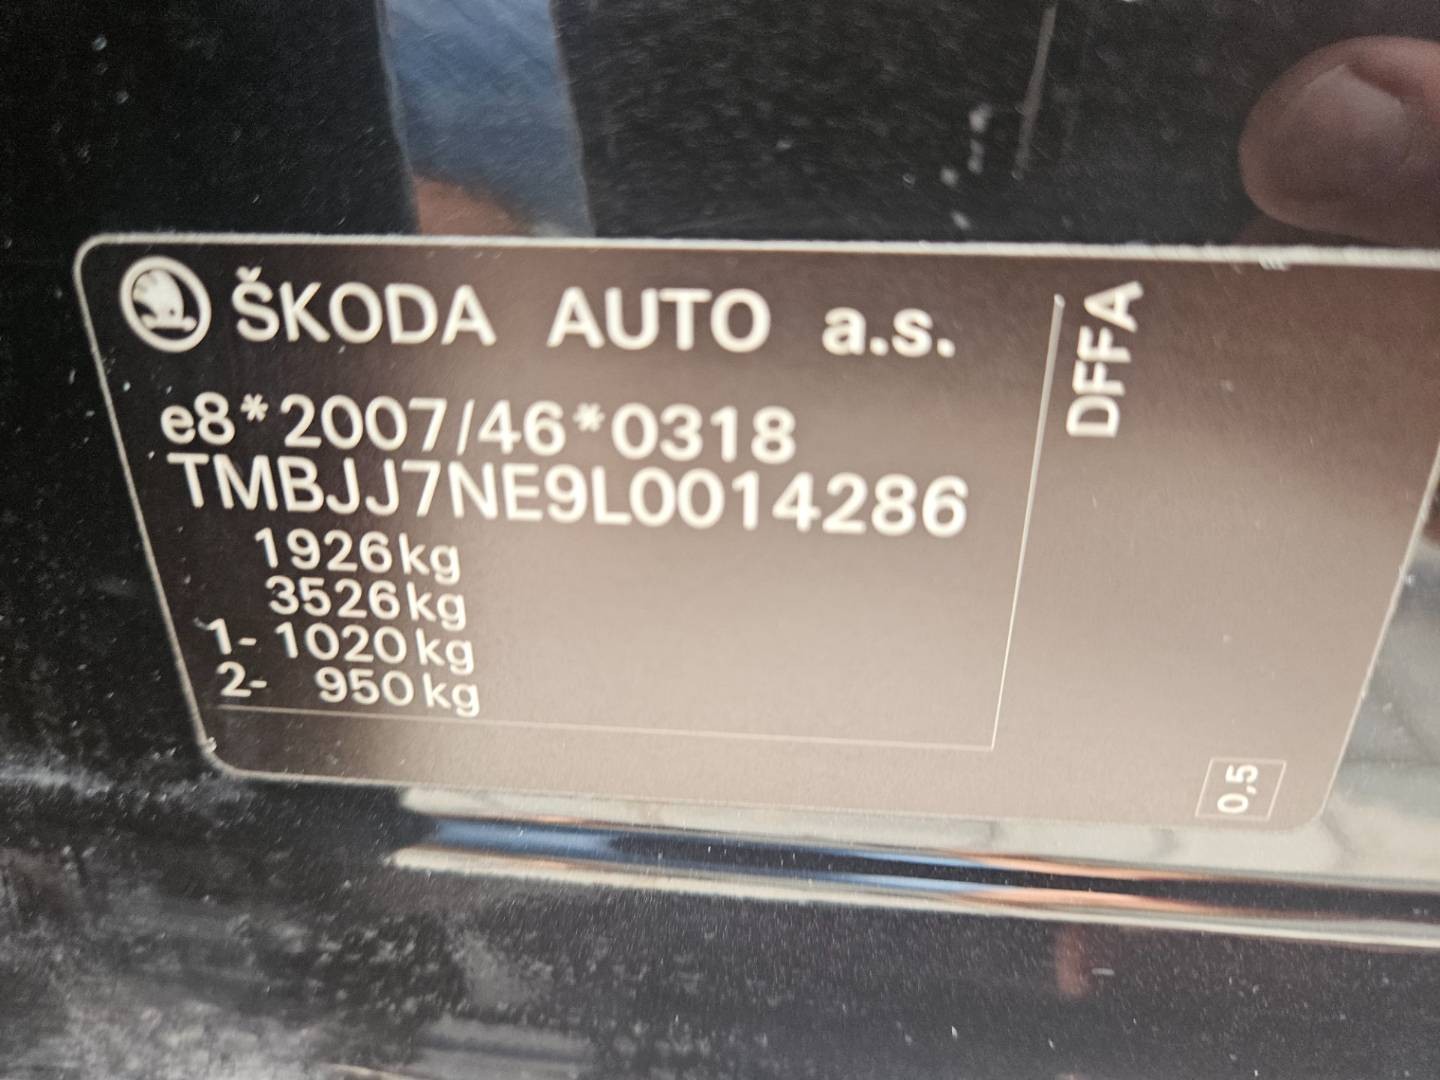 ŠKODA AUTO a.s.
e8*2007/46*0318
TMBJJ7NE9L0014286
1926kg
3526kg
1- 1020kg
2- 950kg
DFFA
0,5